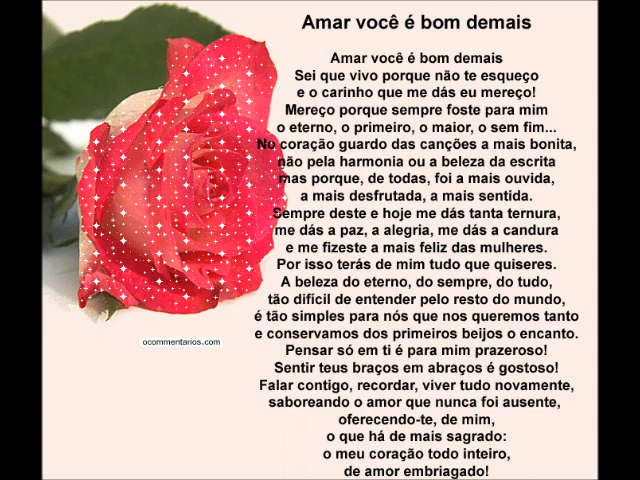 Amar você é bom demais
Amar você é bom demais
Sei que vivo porque não te esqueço
e o carinho que me dás eu mereço!
Mereço porque sempre foste para mim
o eterno, o primeiro, o maior, o sem fim...
No coração guardo das canções a mais bonita,
não pela harmonia ou a beleza da escrita
mas porque, de todas, foi a mais ouvida,
a mais desfrutada, a mais sentida.
Sempre deste e hoje me dás tanta ternura,
me dás a paz, a alegria, me dás a candura
e me fizeste a mais feliz das mulheres.
Por isso terás de mim tudo que quiseres.
A beleza do eterno, do sempre, do tudo,
tão difícil de entender pelo resto do mundo,
é tão simples para nós que nos queremos tanto
e conservamos dos primeiros beijos o encanto.
Pensar só em ti é para mim prazeroso!
Sentir teus braços em abraços é gostoso!
Falar contigo, recordar, viver tudo novamente,
saboreando o amor que nunca foi ausente,
oferecendo-te, de mim,
o que há de mais sagrado:
o meu coração todo inteiro,
de amor embriagado!
ocommentarios.com